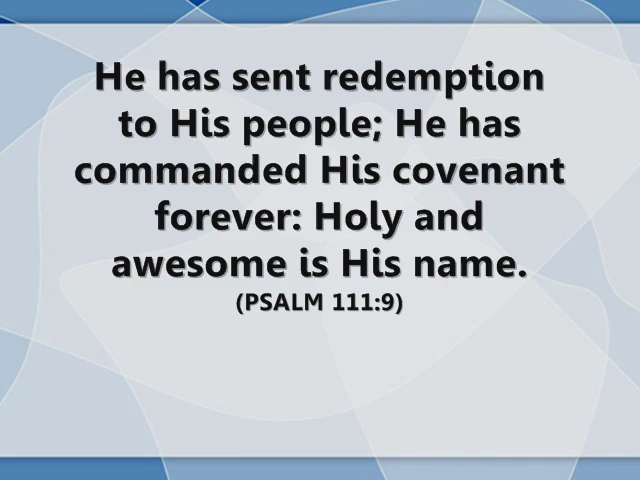 He has sent redemption
to His people; He has
commanded His covenant
forever: Holy and
awesome is His name.
(PSALM 111:9)